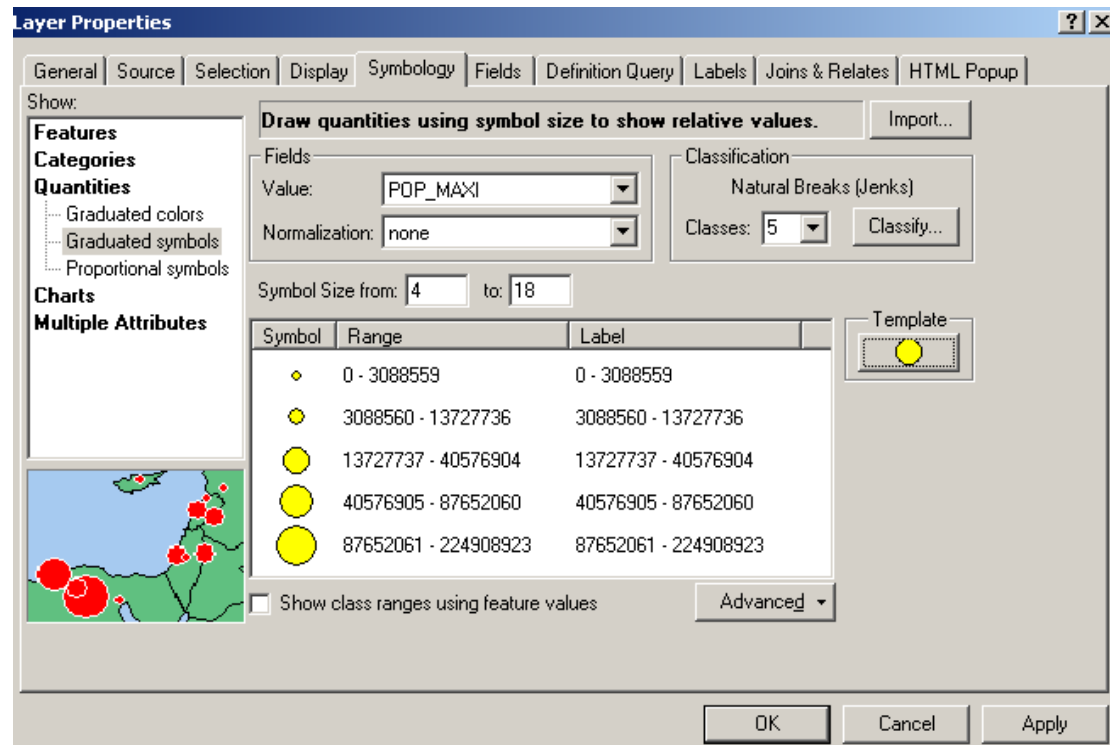 Layer Properties
General Source Selection Display Symbology Fields Definition Query Labels Joins & Relates HTML Popup
Show:
Features
Categories
Quantities
Graduated colors
Graduated symbols
Proportional symbols
Charts
Multiple Attributes
Draw quantities using symbol size to show relative values.
Import...
Fields
Value: POP_MAXI
Normalization: none
Classification
Natural Breaks (Jenks)
Classes: 5 Classify...
Symbol Size from: 4 to: 18
Symbol Range Label
0 - 3088559 0 - 3088559
3088560 - 13727736 3088560 - 13727736
13727737 - 40576904 13727737 - 40576904
40576905 - 87652060 40576905 - 87652060
87652061 - 224908923 87652061 - 224908923
Template
Show class ranges using feature values
Advanced
OK Cancel Apply